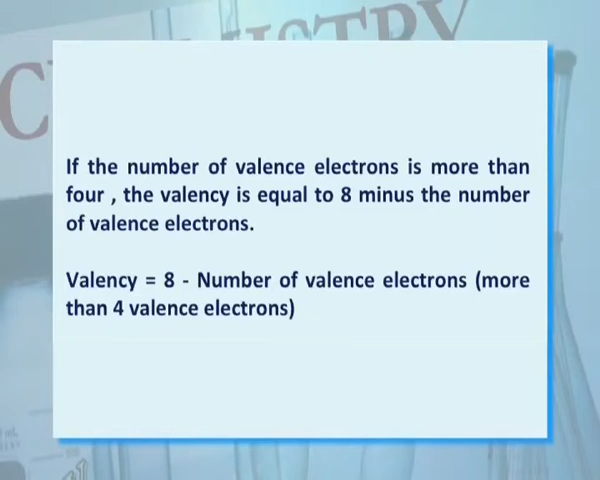 If the number of valence electrons is more than
four , the valency is equal to 8 minus the number
of valence electrons.
Valency = 8 - Number of valence electrons (more
than 4 valence electrons)